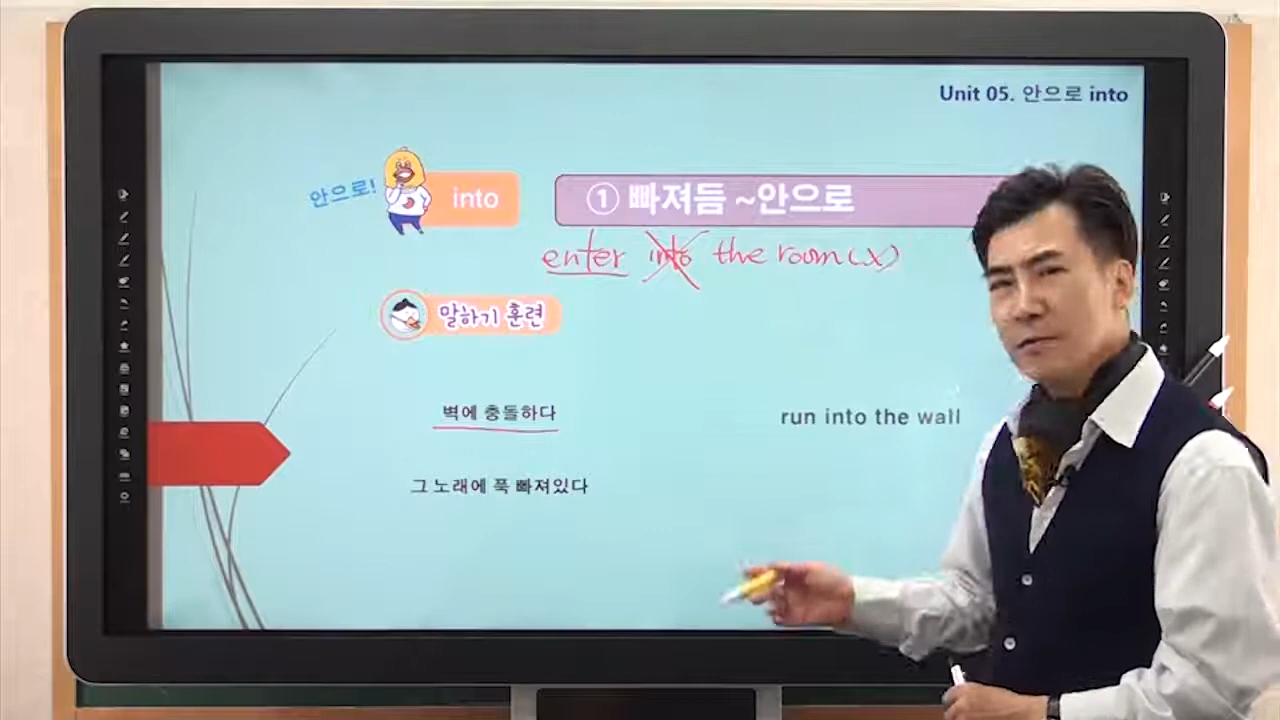 Unit 05. 안으로 into
안으로!
into
① 빠져듬 ~안으로
enter into the room (X)
말하기 훈련
벽에 충돌하다
run into the wall
그 노래에 푹 빠져있다